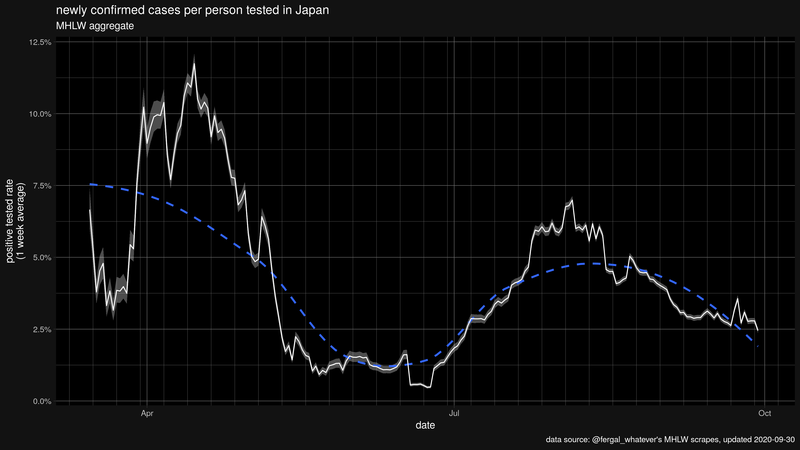 newly confirmed cases per person tested in Japan
MHLW aggregate
12.5%
10.0%
7.5%
5.0%
2.5%
0.0%
positive tested rate
(1 week average)
Apr
Jul
Oct
date
data source: @fergal_whatever's MHLW scrapes, updated 2020-09-30